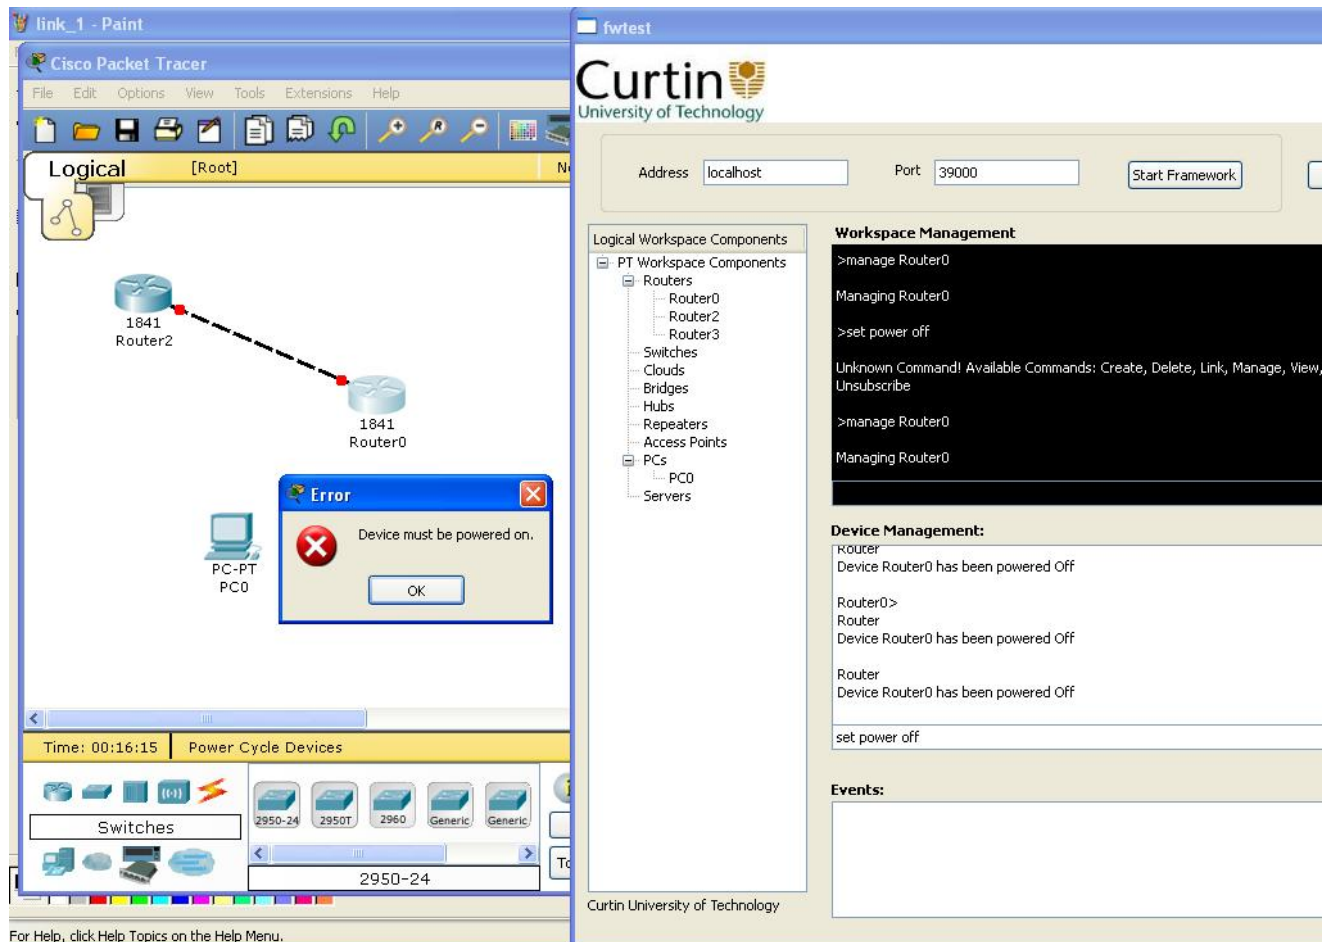 link_1 - Paint
Cisco Packet Tracer
File Edit Options View Tools Extensions Help
Logical [Root]
1841
Router2
1841
Router0
Error
Device must be powered on.
OK
PC-PT
PC0
Time: 00:16:15 Power Cycle Devices
Switches
2950-24 2950T 2960 Generic Generic
2950-24
For Help, click Help Topics on the Help Menu.
fwtest
Curtin
University of Technology
Address localhost Port 39000 Start Framework
Logical Workspace Components
PT Workspace Components
Routers
Router0
Router2
Router3
Switches
Clouds
Bridges
Hubs
Repeaters
Access Points
PCs
PC0
Servers
Curtin University of Technology
Workspace Management
>manage Router0
Managing Router0
>set power off
Unknown Command! Available Commands: Create, Delete, Link, Manage, View,
Unsubscribe
>manage Router0
Managing Router0
Device Management:
Router
Device Router0 has been powered Off
Router0>
Router
Device Router0 has been powered Off
Router
Device Router0 has been powered Off
set power off
Events: